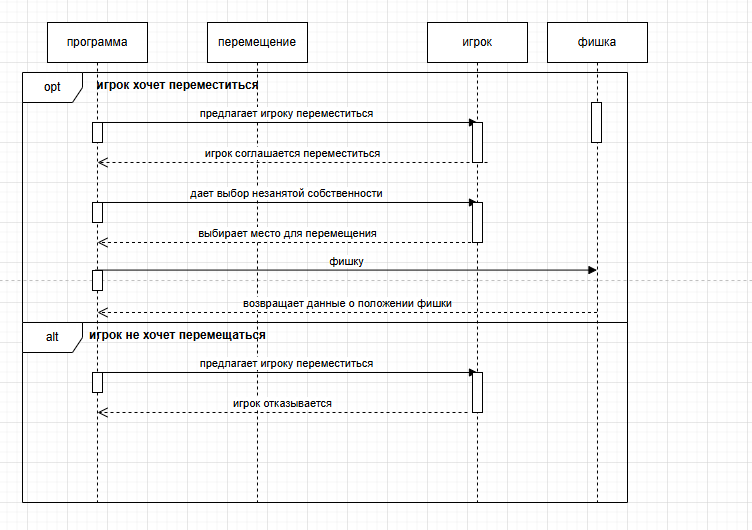 программа
перемещение
игрок
фишка
opt
игрок хочет переместиться
предлагает игроку переместиться
игрок соглашается переместиться
дает выбор незанятой собственности
выбирает место для перемещения
фишку
возвращает данные о положении фишки
alt
игрок не хочет перемещаться
предлагает игроку переместиться
игрок отказывается